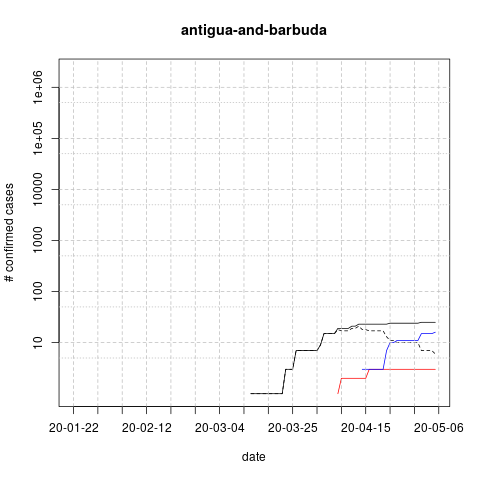 antigua-and-barbuda
# confirmed cases
1e+06
1e+05
10000
1000
100
10
20-01-22 20-02-12 20-03-04 20-03-25 20-04-15 20-05-06
date